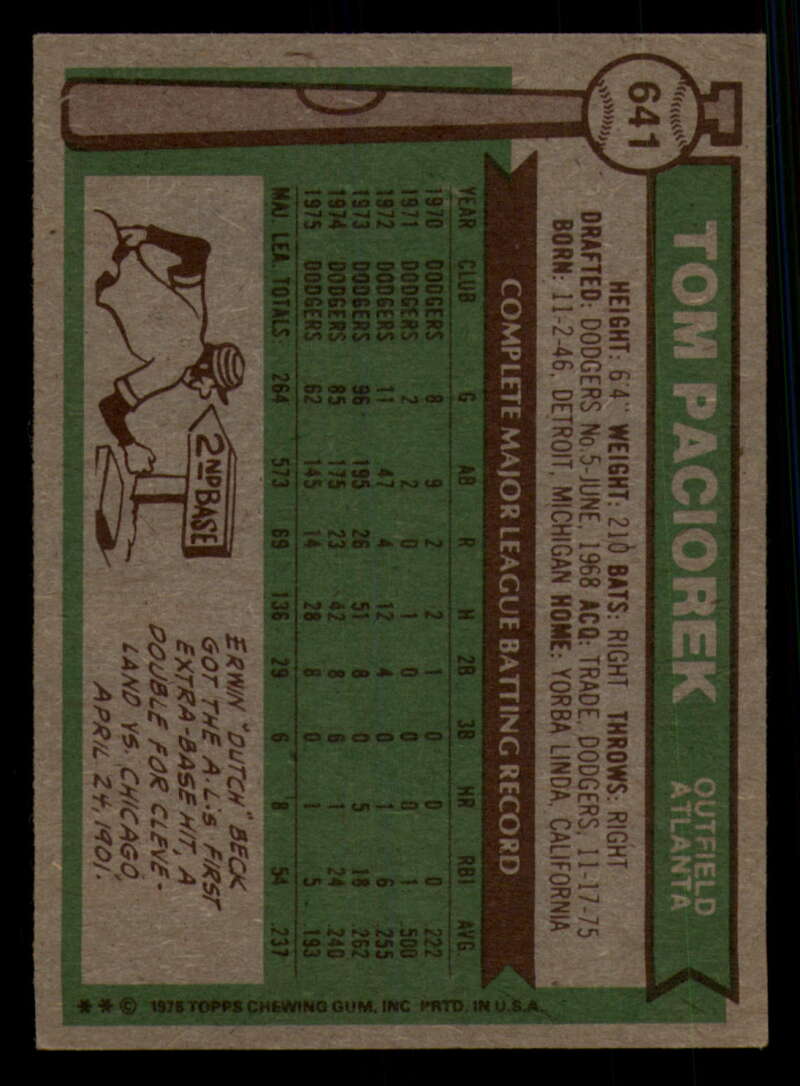 641
TOM PACIOREK
OUTFIELD
ATLANTA
HEIGHT: 6'4" WEIGHT: 210 BATS: RIGHT THROWS: RIGHT
DRAFTED: DODGERS No.5-JUNE, 1968 ACQ: TRADE, DODGERS, 11-17-75
BORN: 11-2-46, DETROIT, MICHIGAN HOME: YORBA LINDA, CALIFORNIA
COMPLETE MAJOR LEAGUE BATTING RECORD
YEAR CLUB G AB R H 2B 3B HR RBI AVG
1970 DODGERS 8 9 2 2 1 0 0 0 .222
1971 DODGERS 2 2 0 1 0 0 0 1 .500
1972 DODGERS 11 47 4 12 4 0 1 6 .255
1973 DODGERS 96 195 26 51 8 0 5 18 .262
1974 DODGERS 85 175 23 42 8 6 1 24 .240
1975 DODGERS 62 145 14 28 8 0 1 5 .193
MAJ. LEA. TOTALS 264 573 69 136 29 6 8 54 .237
2ND BASE
ERWIN "DUTCH" BECK
GOT THE A.L.'S FIRST
EXTRA-BASE HIT, A
DOUBLE FOR CLEVE-
LAND VS. CHICAGO,
APRIL 24, 1901.
** © 1976 TOPPS CHEWING GUM, INC. PRTD. IN U.S.A.